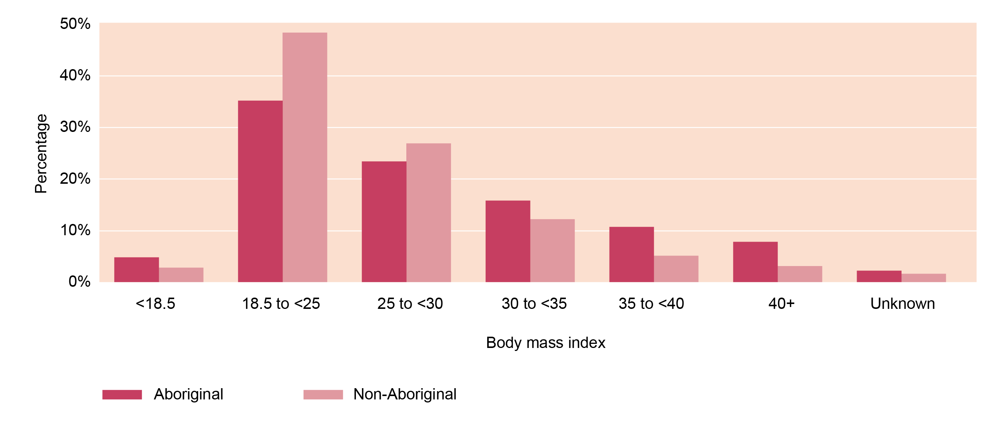 50%
40%
30%
20%
10%
0%
Percentage
<18.5
18.5 to <25
25 to <30
30 to <35
35 to <40
40+
Unknown
Body mass index
Aboriginal
Non-Aboriginal